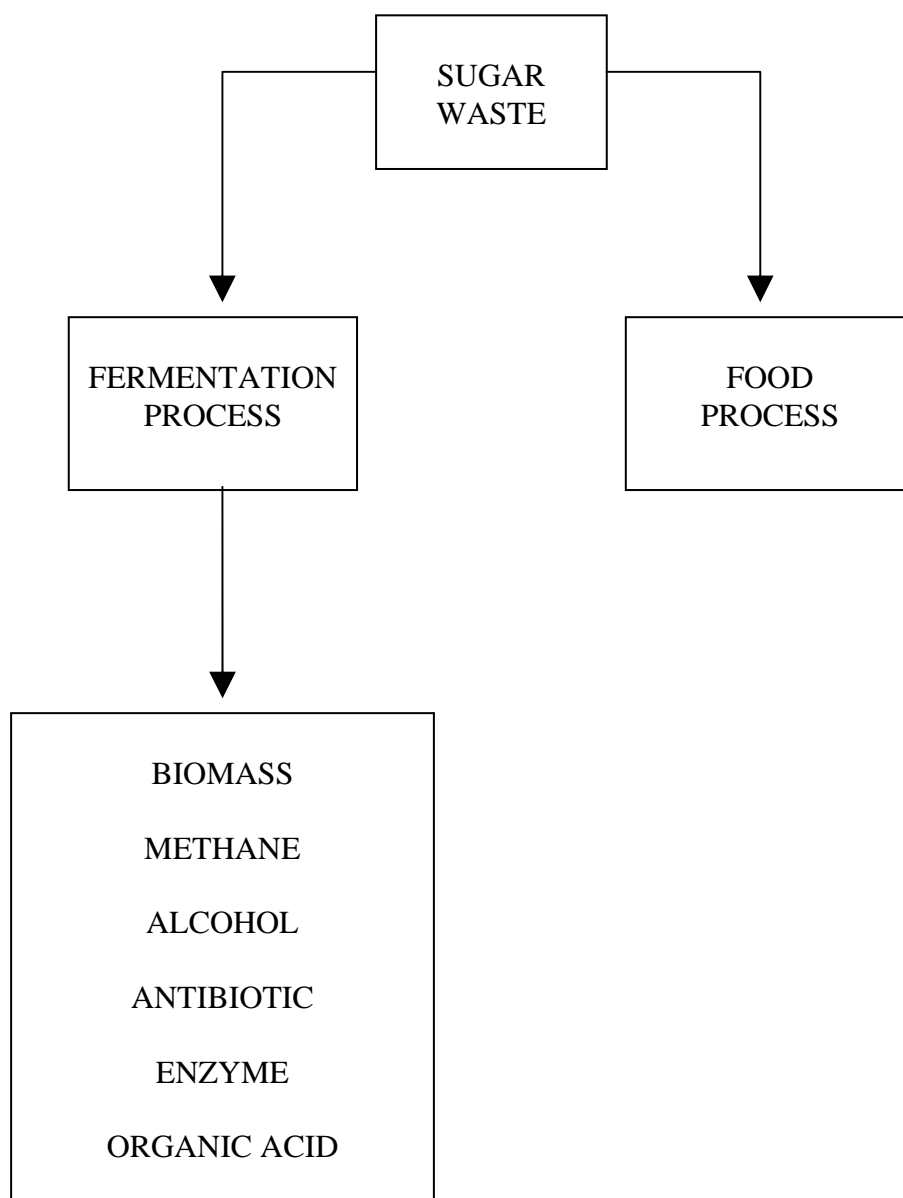 SUGAR
WASTE
FERMENTATION
PROCESS
FOOD
PROCESS
BIOMASS
METHANE
ALCOHOL
ANTIBIOTIC
ENZYME
ORGANIC ACID